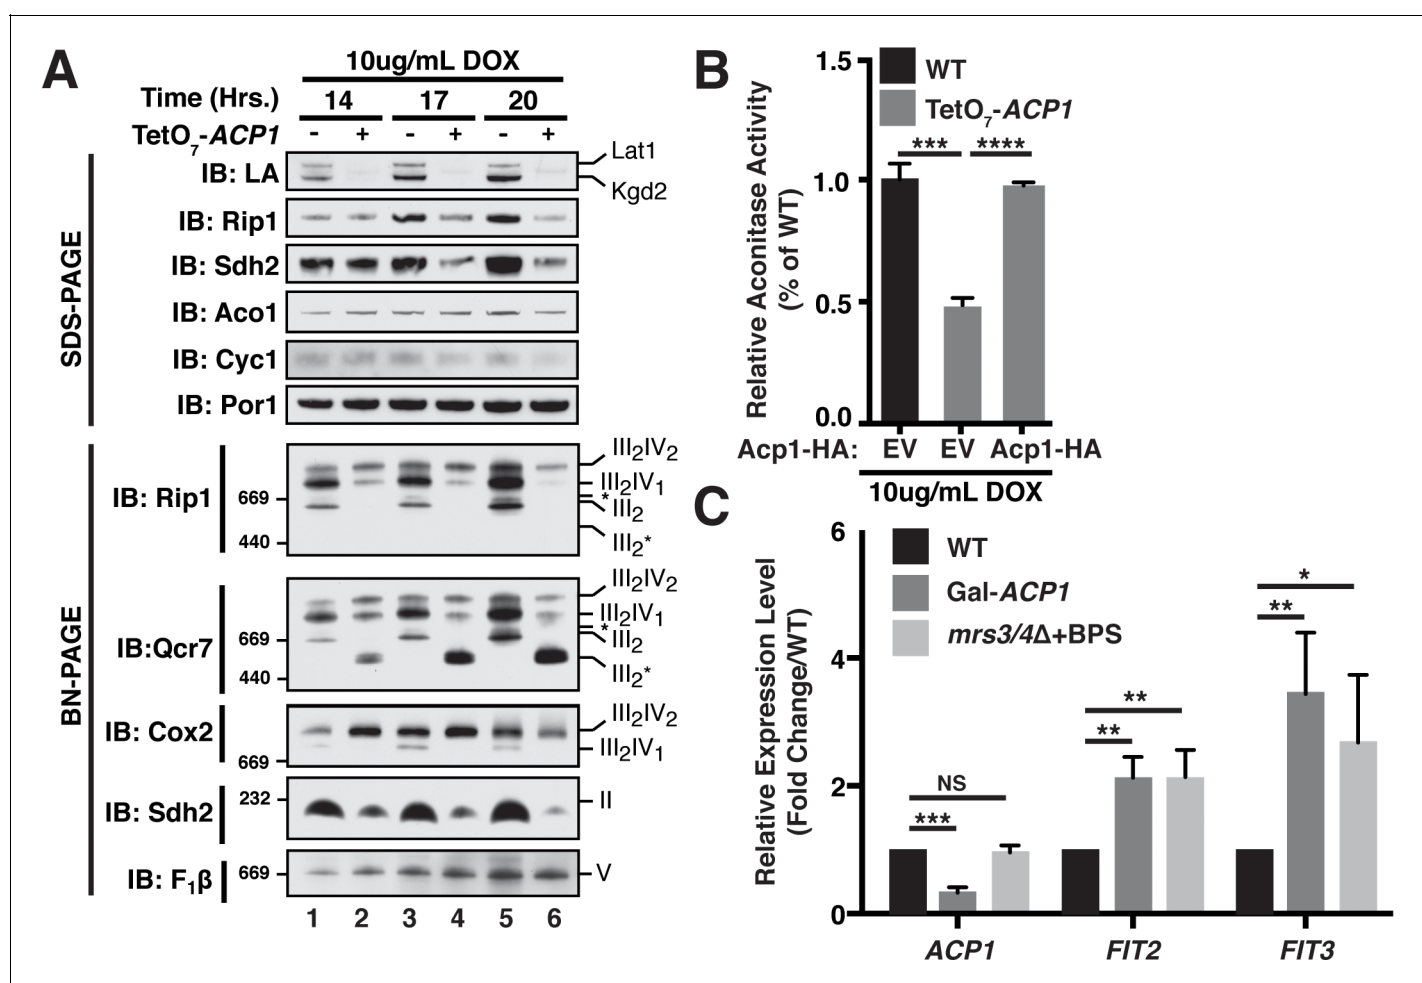 A
10ug/mL DOX
Time (Hrs.) 14 17 20
TetO7-ACP1 - + - + - +
SDS-PAGE
IB: LA
Lat1
Kgd2
IB: Rip1
IB: Sdh2
IB: Aco1
IB: Cyc1
IB: Por1
BN-PAGE
IB: Rip1
669
440
III2IV2
III2IV1
*
III2
III2*
IB:Qcr7
669
440
III2IV2
III2IV1
*
III2
III2*
IB: Cox2
669
III2IV2
III2IV1
IB: Sdh2
232
II
IB: F1β
669
V
1 2 3 4 5 6
B
Relative Aconitase Activity
(% of WT)
1.5
1.0
0.5
0.0
WT
TetO7-ACP1
*** ****
Acp1-HA: EV EV Acp1-HA
10ug/mL DOX
C
Relative Expression Level
(Fold Change/WT)
6
4
2
0
WT
Gal-ACP1
mrs3/4Δ+BPS
NS
***
**
**
*
**
ACP1 FIT2 FIT3